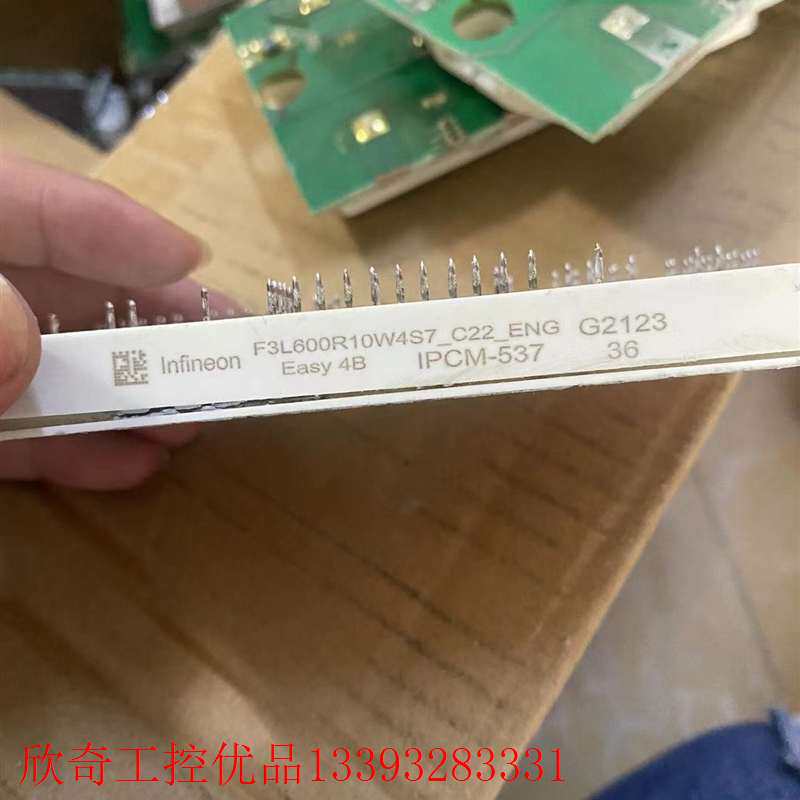 Infineon F3L600R10W4S7_C22_ENG G2123
Easy 4B IPCM-537 36
欣奇工控优品13393283331